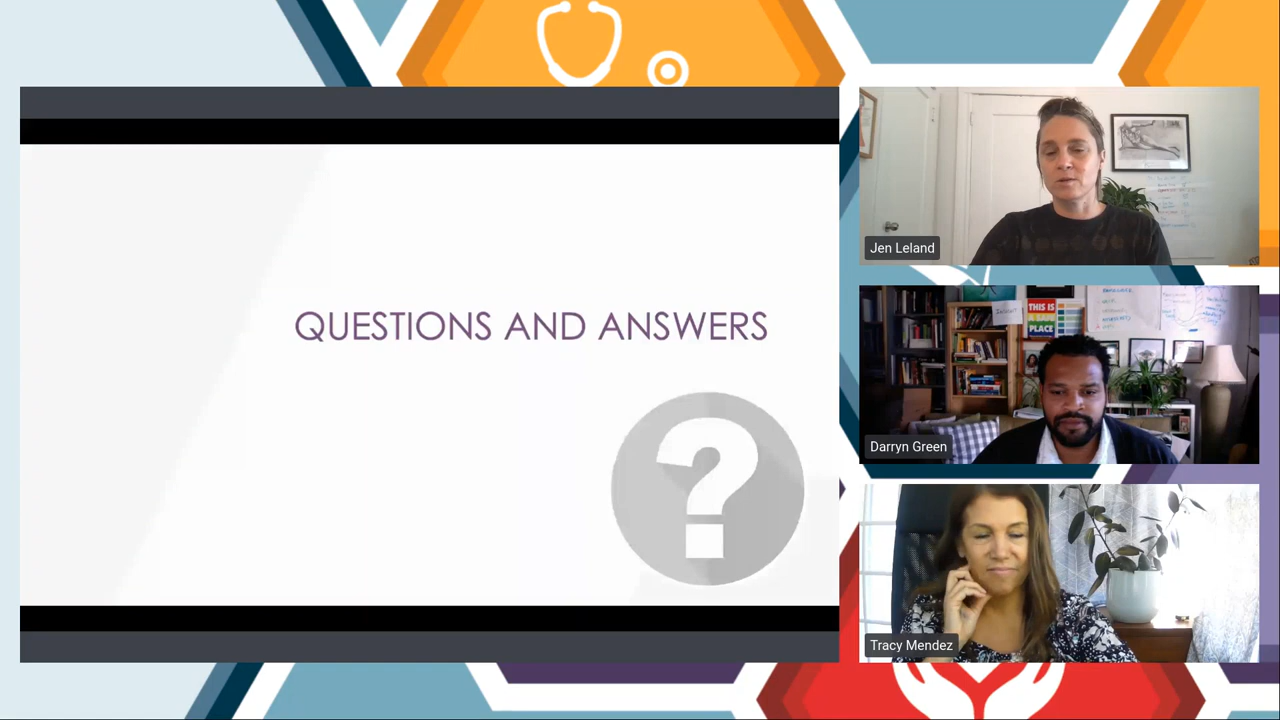 QUESTIONS AND ANSWERS
?
Jen Leland
THIS IS
A SAFE
PLACE
Darryn Green
Tracy Mendez